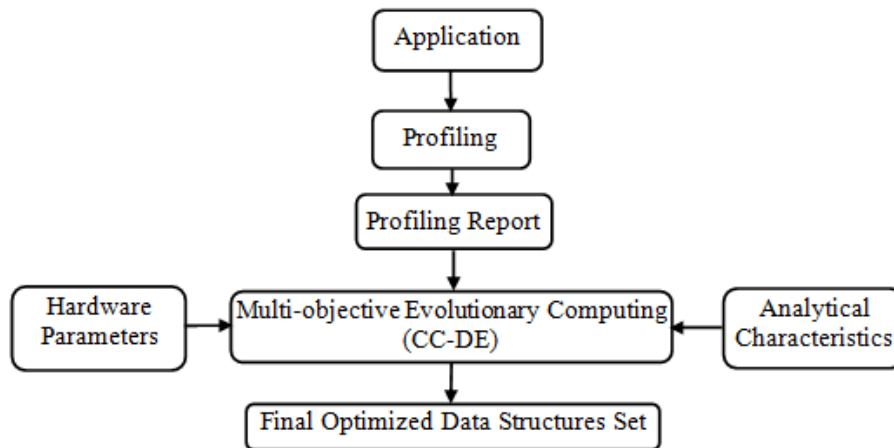 Application
Profiling
Profiling Report
Hardware
Parameters
Multi-objective Evolutionary Computing
(CC-DE)
Analytical
Characteristics
Final Optimized Data Structures Set